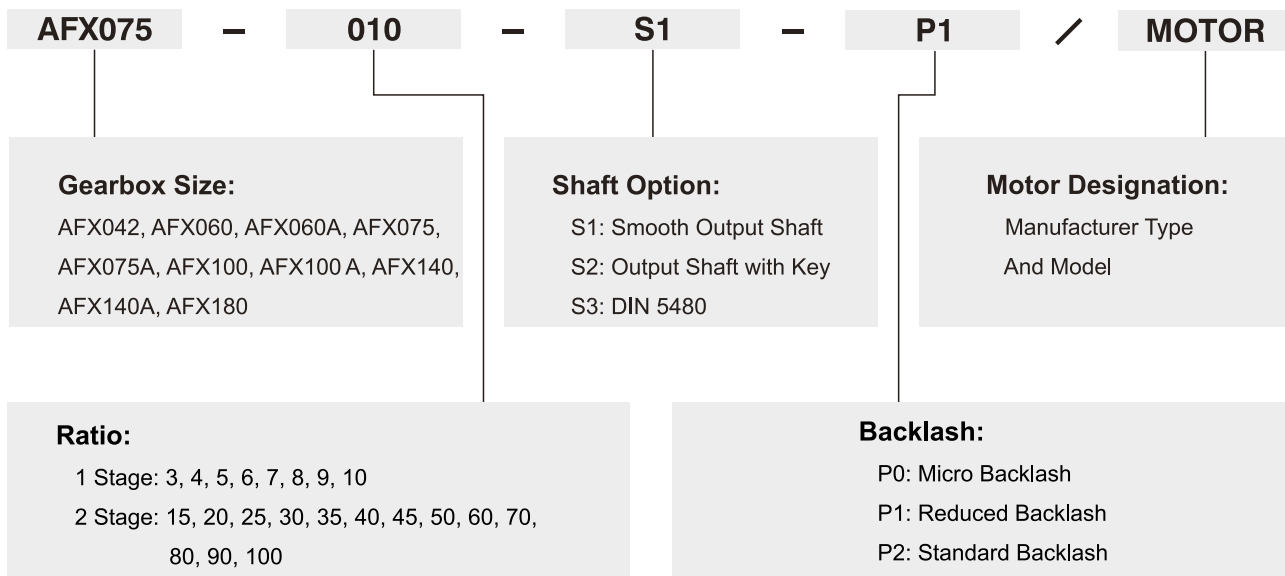 AFX075 – 010 – S1 – P1 / MOTOR
Gearbox Size:
AFX042, AFX060, AFX060A, AFX075,
AFX075A, AFX100, AFX100 A, AFX140,
AFX140A, AFX180
Shaft Option:
S1: Smooth Output Shaft
S2: Output Shaft with Key
S3: DIN 5480
Motor Designation:
Manufacturer Type
And Model
Ratio:
1 Stage: 3, 4, 5, 6, 7, 8, 9, 10
2 Stage: 15, 20, 25, 30, 35, 40, 45, 50, 60, 70,
80, 90, 100
Backlash:
P0: Micro Backlash
P1: Reduced Backlash
P2: Standard Backlash